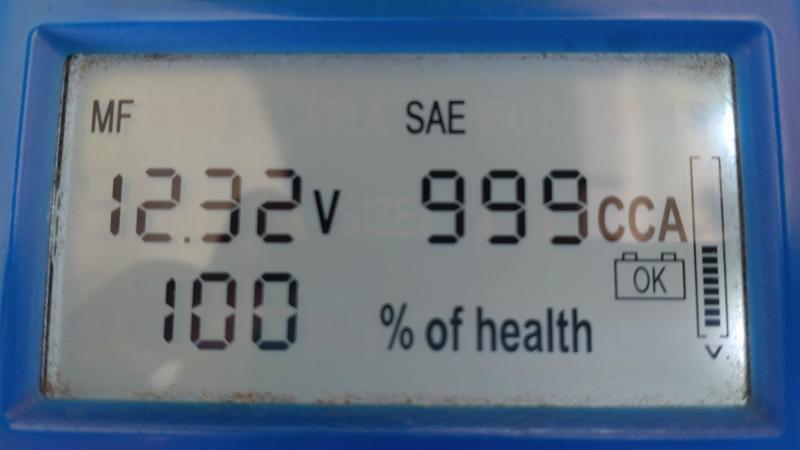 MF SAE
12.32V 999CCA
OK
100 % of health